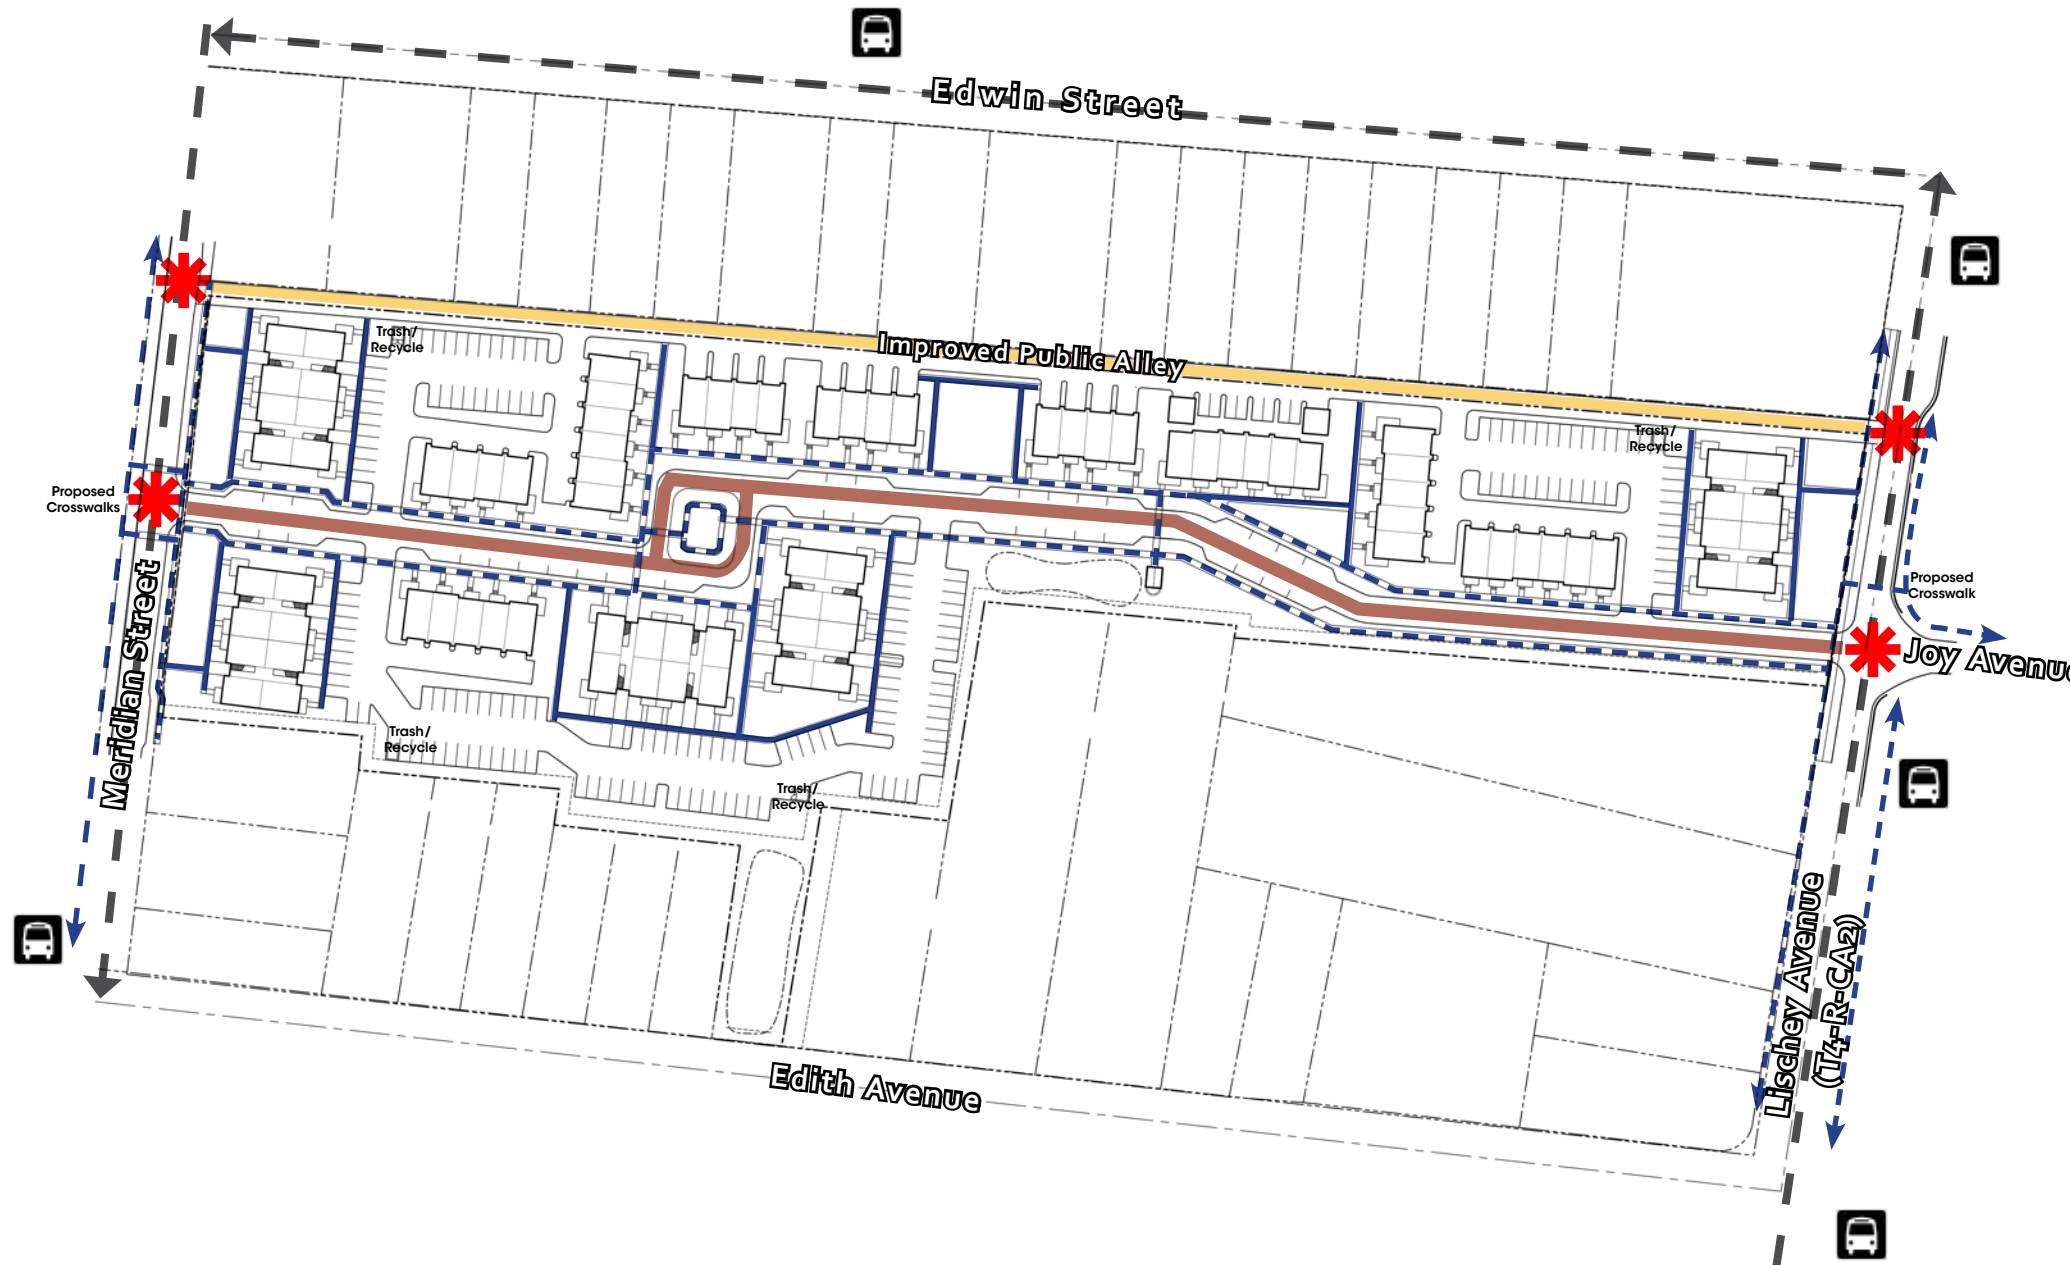 Edwin Street
Improved Public Alley
Trash/
Recycle
Trash/
Recycle
Proposed
Crosswalks
Proposed
Crosswalk
Joy Avenue
Meridian Street
Trash/
Recycle
Trash/
Recycle
Lischey Avenue
(T4-R-CA2)
Edith Avenue